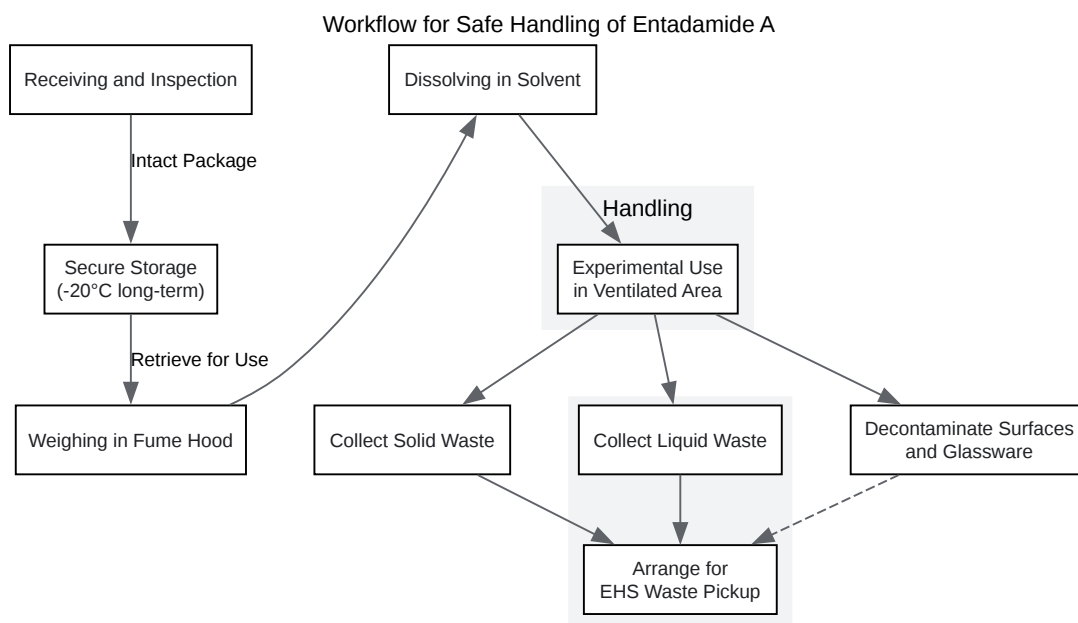 Workflow for Safe Handling of Entadamide A
Receiving and Inspection
Dissolving in Solvent
Intact Package
Handling
Secure Storage
(-20°C long-term)
Experimental Use
in Ventilated Area
Retrieve for Use
Weighing in Fume Hood
Collect Solid Waste
Collect Liquid Waste
Decontaminate Surfaces
and Glassware
Arrange for
EHS Waste Pickup